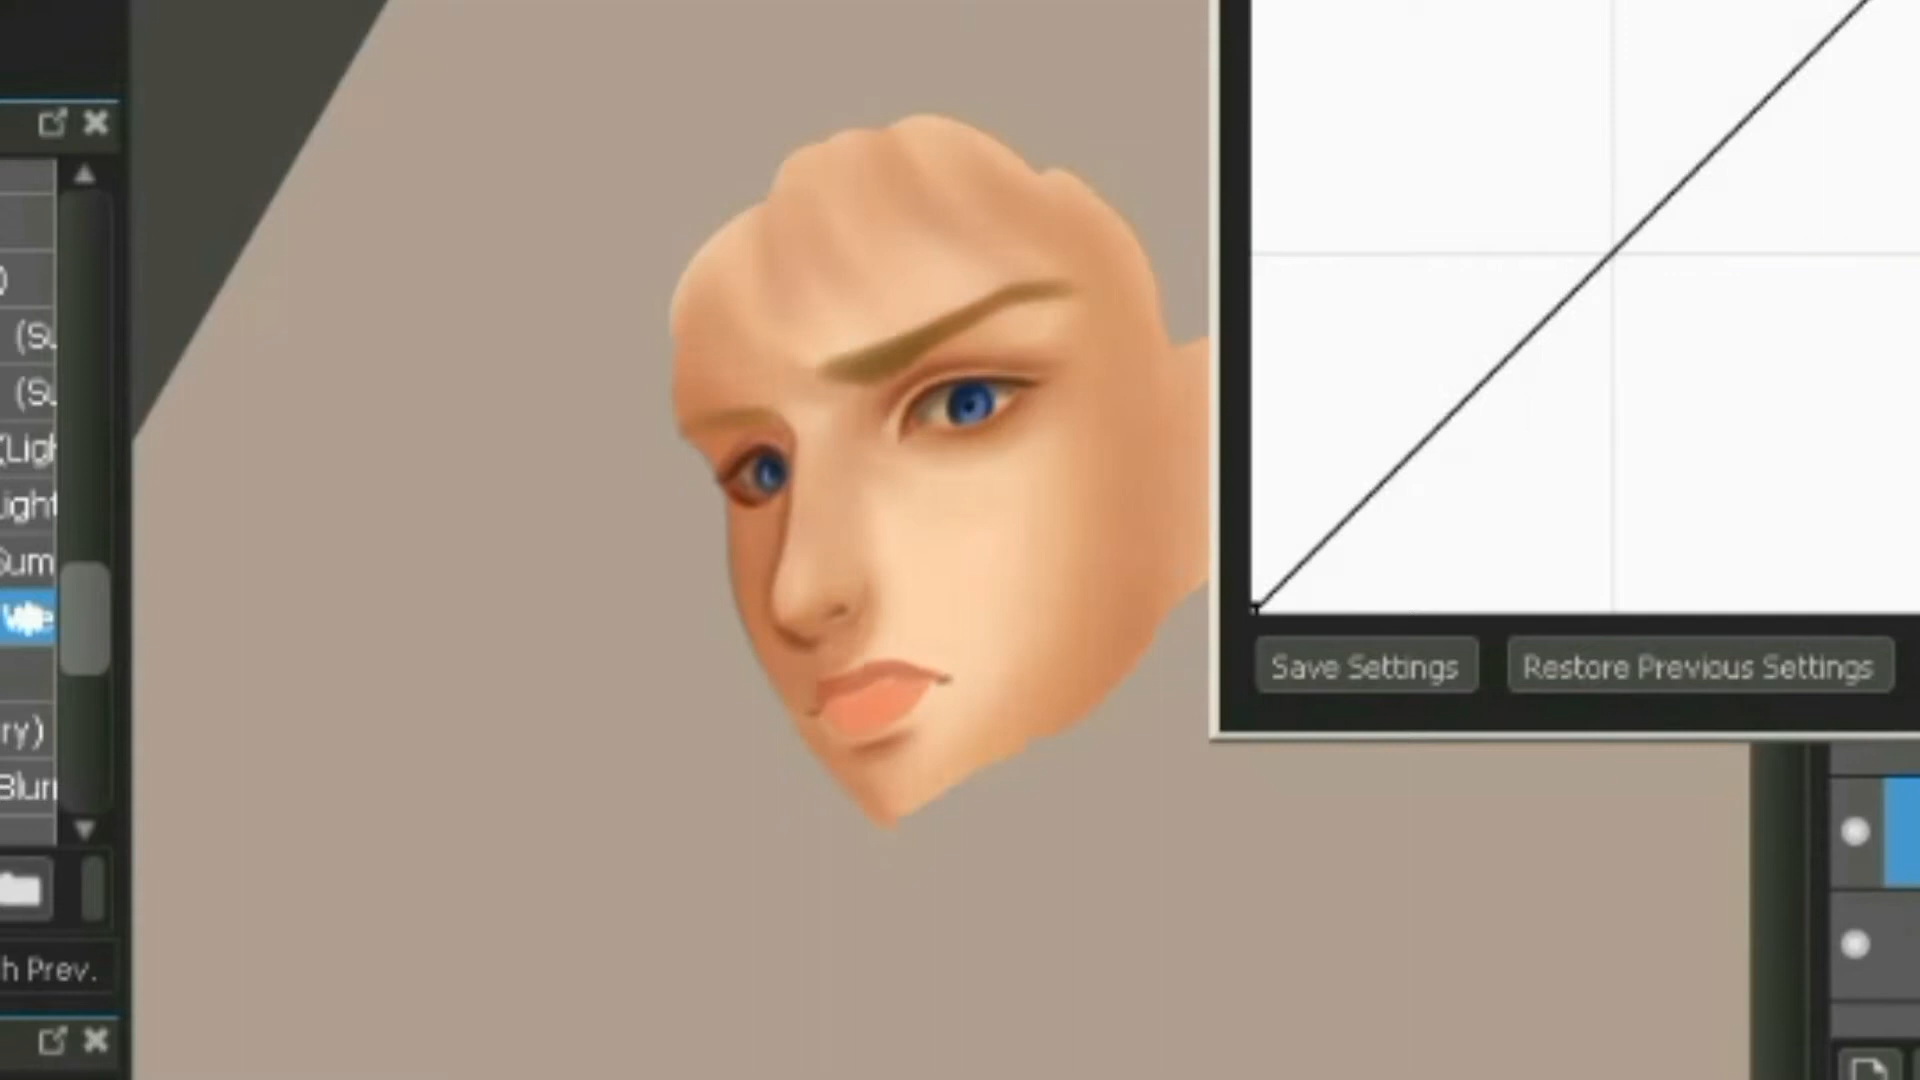 )
(Su
(Su
(Ligh
ight
Sum
ry)
Blur
h Prev.
Save Settings
Restore Previous Settings